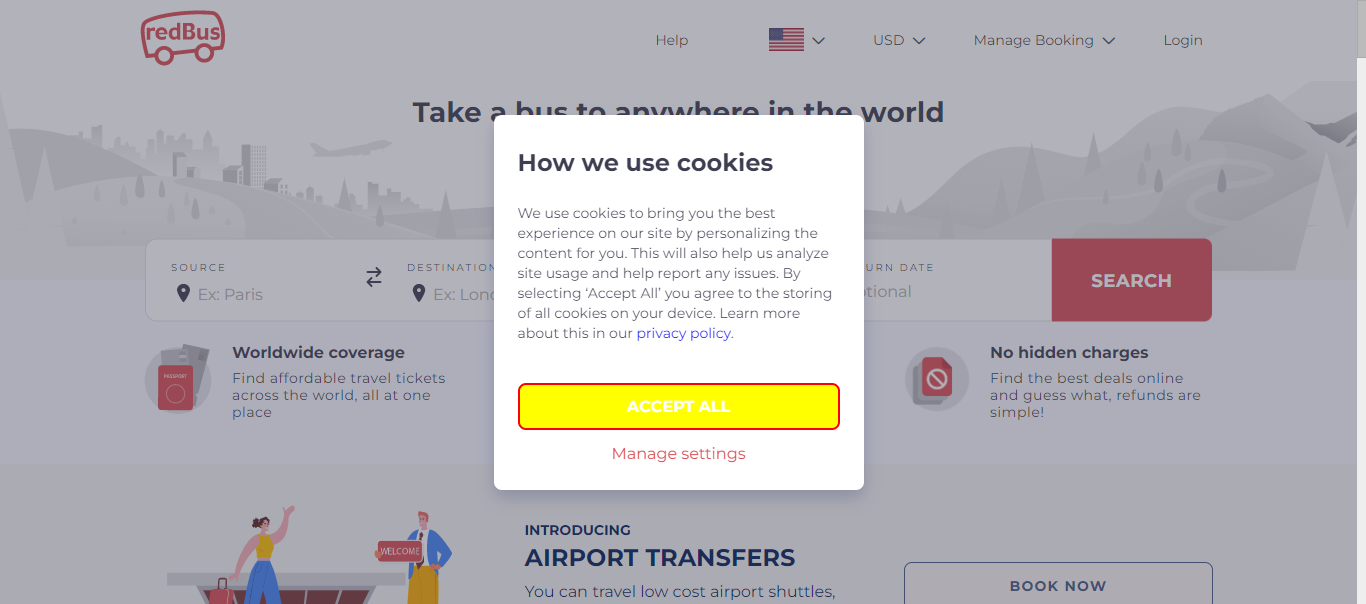 redBus
Help
USD
Manage Booking
Login
Take a bus to anywhere in the world
How we use cookies
We use cookies to bring you the best
experience on our site by personalizing the
content for you. This will also help us analyze
site usage and help report any issues. By
selecting ‘Accept All’ you agree to the storing
of all cookies on your device. Learn more
about this in our privacy policy.
ACCEPT ALL
Manage settings
SOURCE
Ex: Paris
DESTINATION
Ex:
DATE
SEARCH
PASSPORT
Worldwide coverage
Find affordable travel tickets
across the world, all at one
place
No hidden charges
Find the best deals online
and guess what, refunds are
simple!
WELCOME
INTRODUCING
AIRPORT TRANSFERS
You can travel low cost airport shuttles,
BOOK NOW